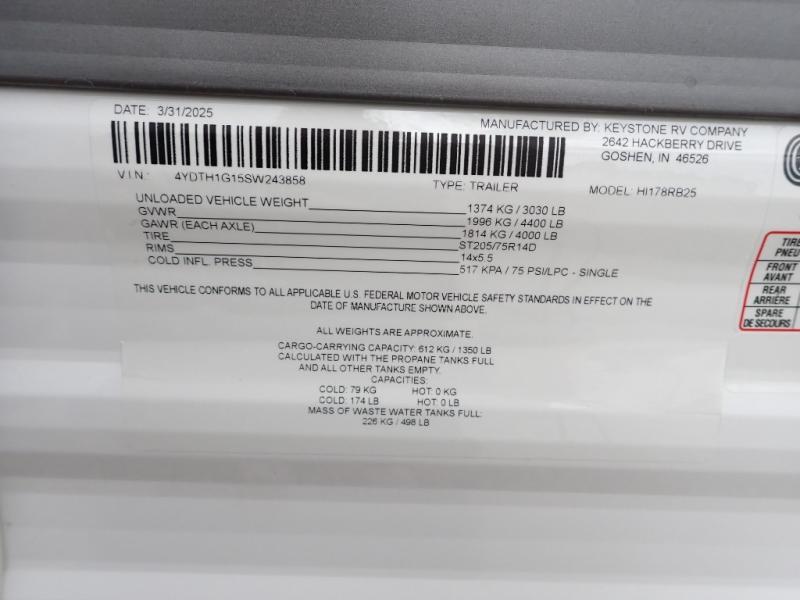 DATE: 3/31/2025
MANUFACTURED BY: KEYSTONE RV COMPANY
2642 HACKBERRY DRIVE
GOSHEN, IN 46526
V.I.N.: 4YDTH1G15SW243858
TYPE: TRAILER
MODEL: HI178RB25
UNLOADED VEHICLE WEIGHT 1374 KG / 3030 LB
GVWR 1996 KG / 4400 LB
GAWR (EACH AXLE) 1814 KG / 4000 LB
TIRE ST205/75R14D
RIMS 14x5.5
COLD INFL. PRESS 517 KPA / 75 PSI/LPC - SINGLE
THIS VEHICLE CONFORMS TO ALL APPLICABLE U.S. FEDERAL MOTOR VEHICLE SAFETY STANDARDS IN EFFECT ON THE
DATE OF MANUFACTURE SHOWN ABOVE.
ALL WEIGHTS ARE APPROXIMATE.
CARGO-CARRYING CAPACITY: 612 KG / 1350 LB
CALCULATED WITH THE PROPANE TANKS FULL
AND ALL OTHER TANKS EMPTY.
CAPACITIES:
COLD: 79 KG HOT: 0 KG
COLD: 174 LB HOT: 0 LB
MASS OF WASTE WATER TANKS FULL:
226 KG / 498 LB
TIRE
PNEU
FRONT
AVANT
REAR
ARRIÈRE
SPARE
DE SECOURS